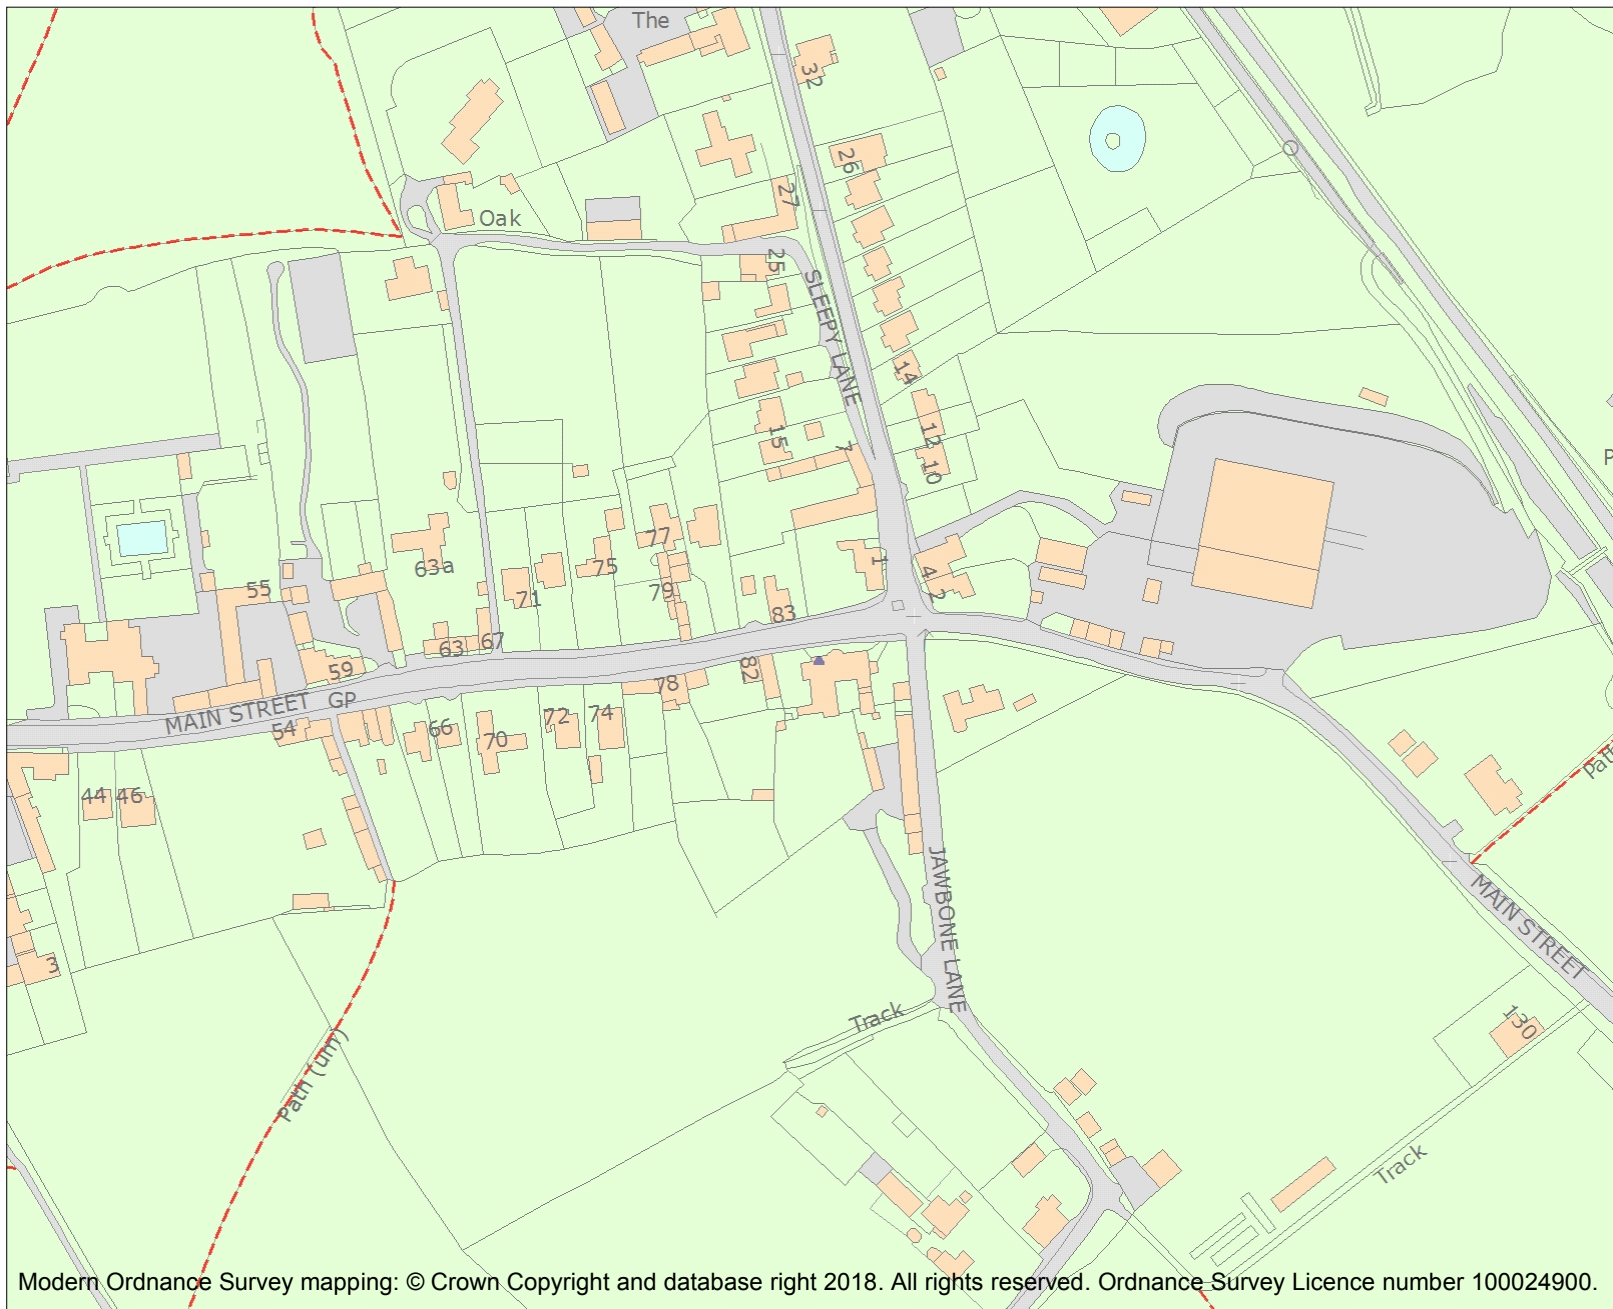 The
32
26
27
Oak
25
SLEEPY LANE
14
15
7
12
10
77
1
63a
75
4
2
55
71
79
83
67
63
59
82
78
MAIN STREET
GP
54
66
72
74
70
44
46
JAWBONE LANE
MAIN STREET
3
Track
130
Path (um)
Track
Modern Ordnance Survey mapping: © Crown Copyright and database right 2018. All rights reserved. Ordnance Survey Licence number 100024900.